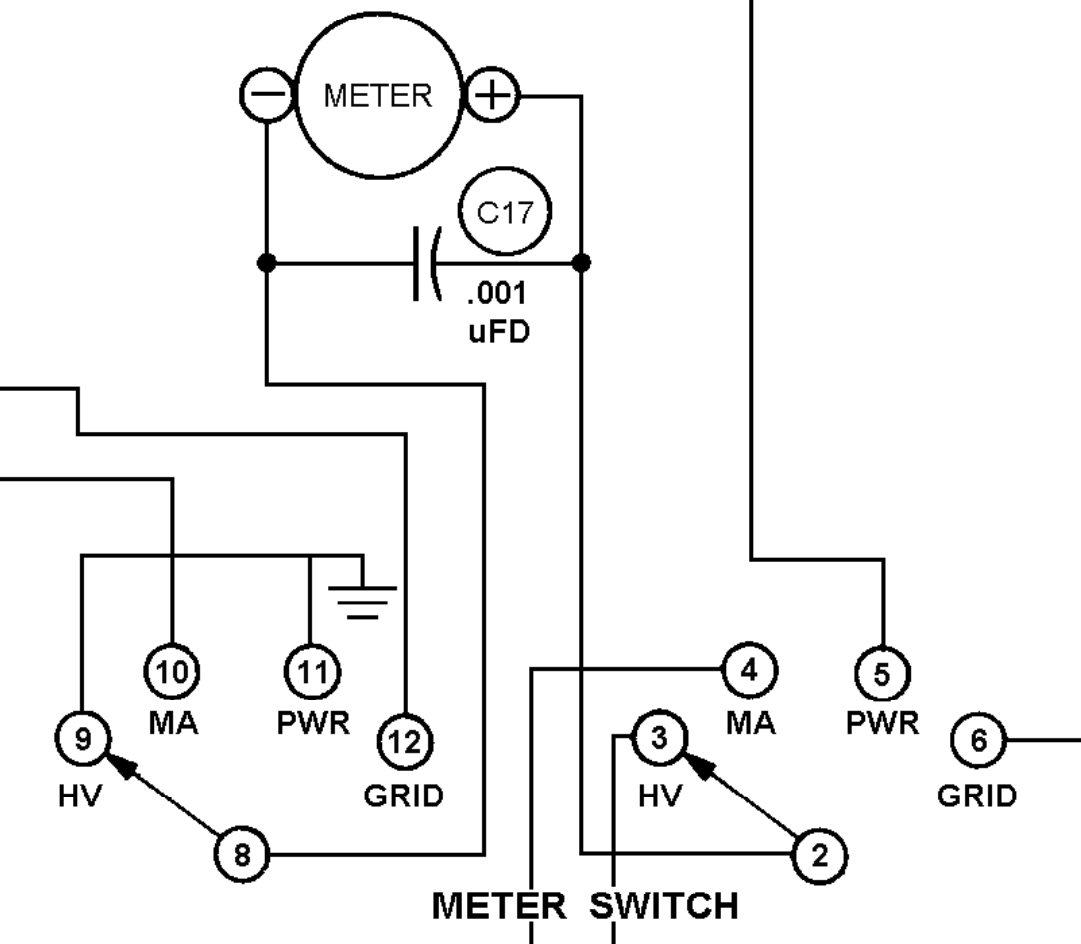 − METER +
C17
.001
uFD
10
11
4
5
MA
PWR
MA
PWR
9
12
3
6
HV
GRID
HV
GRID
8
2
METER SWITCH